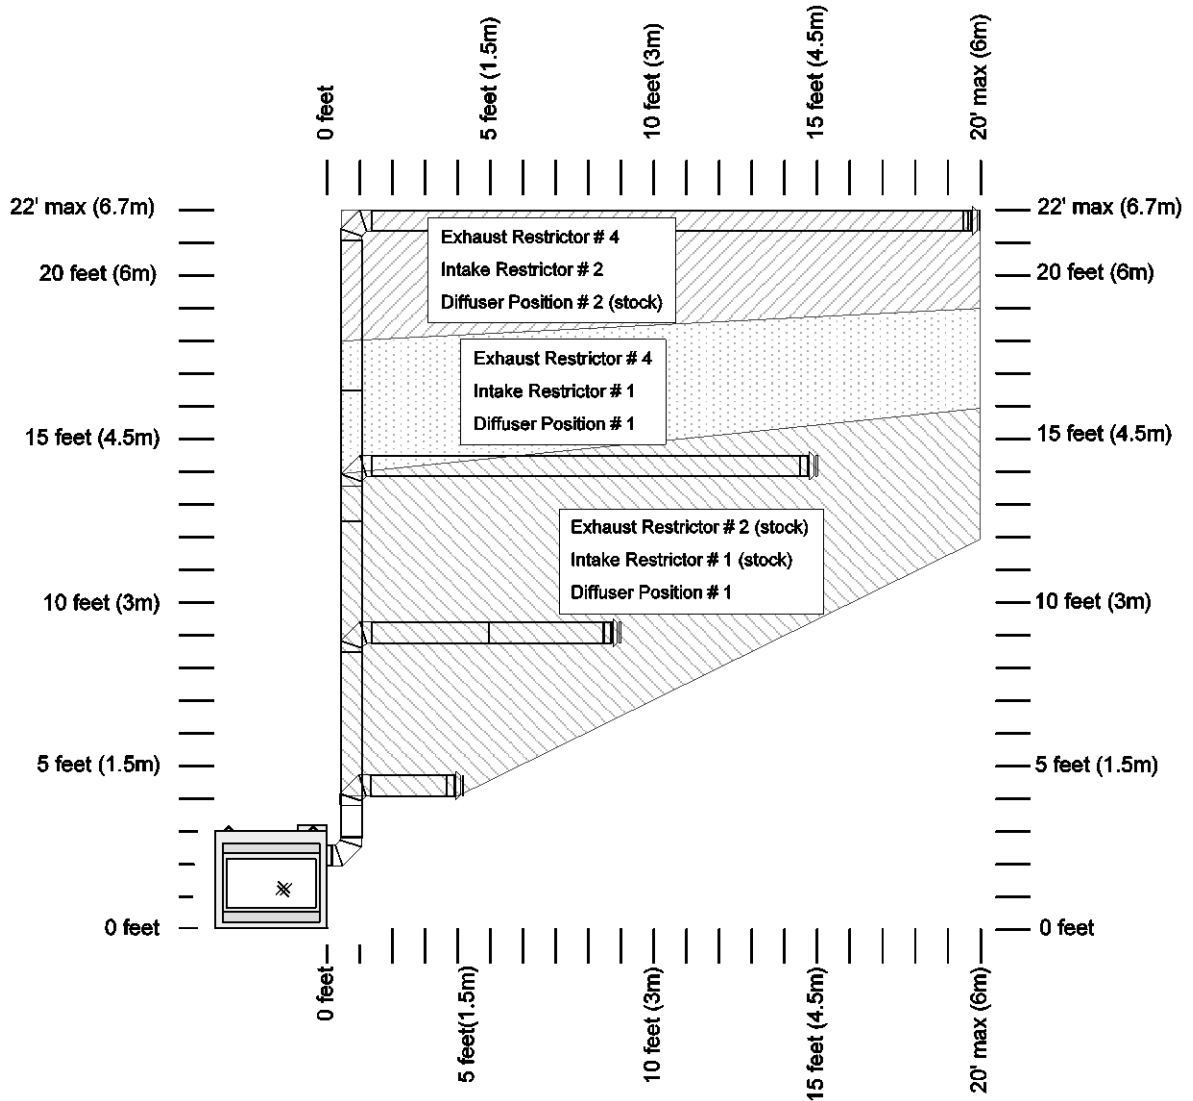 0 feet
5 feet (1.5m)
10 feet (3m)
15 feet (4.5m)
20' max (6m)
22' max (6.7m)
20 feet (6m)
15 feet (4.5m)
10 feet (3m)
5 feet (1.5m)
0 feet
Exhaust Restrictor # 4
Intake Restrictor # 2
Diffuser Position # 2 (stock)
Exhaust Restrictor # 4
Intake Restrictor # 1
Diffuser Position # 1
Exhaust Restrictor # 2 (stock)
Intake Restrictor # 1 (stock)
Diffuser Position # 1
22' max (6.7m)
20 feet (6m)
15 feet (4.5m)
10 feet (3m)
5 feet (1.5m)
0 feet
0 feet
5 feet(1.5m)
10 feet (3m)
15 feet (4.5m)
20' max (6m)